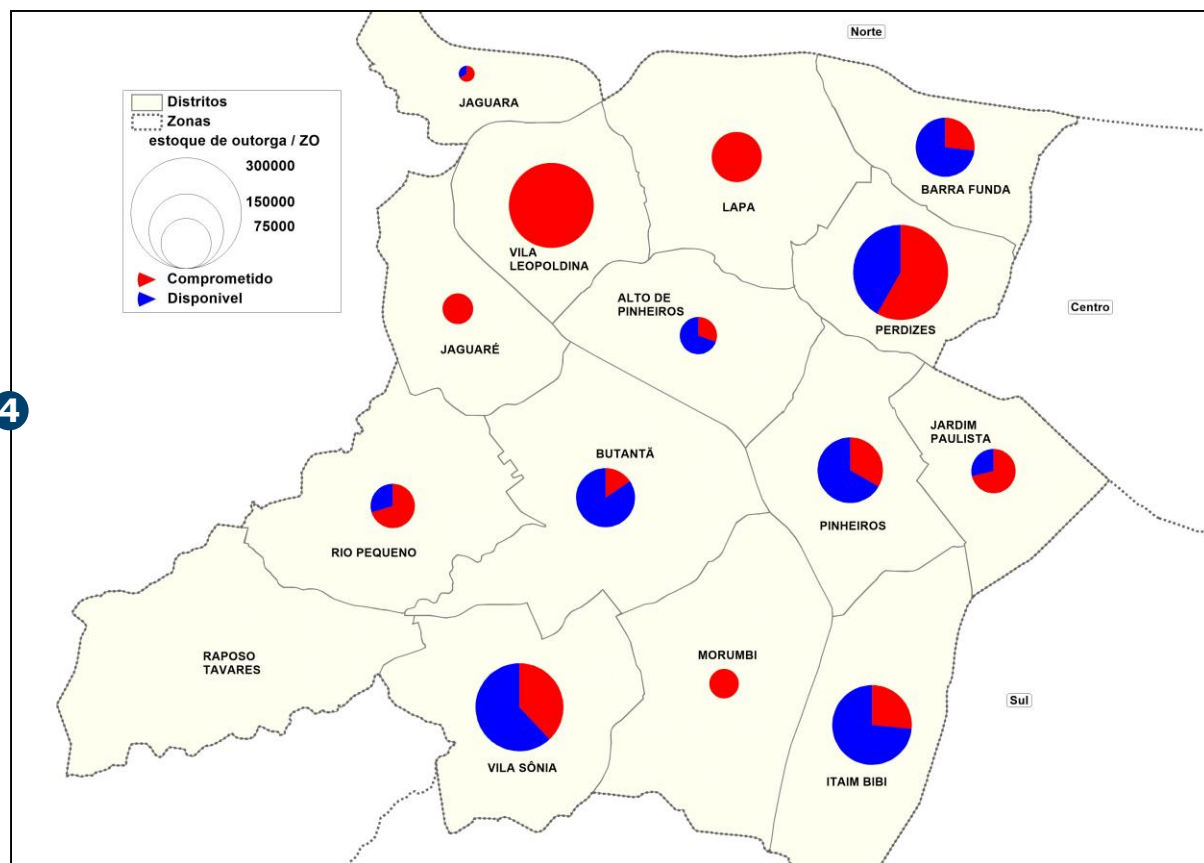 Norte
JAGUARA
Distritos
Zonas
estoque de outorga / ZO
300000
150000
75000
Comprometido
Disponivel
BARRA FUNDA
LAPA
VILA
LEOPOLDINA
ALTO DE
PINHEIROS
Centro
PERDIZES
JAGUARÉ
4
JARDIM
PAULISTA
BUTANTÃ
PINHEIROS
RIO PEQUENO
RAPOSO
TAVARES
MORUMBI
Sul
VILA SÔNIA
ITAIM BIBI